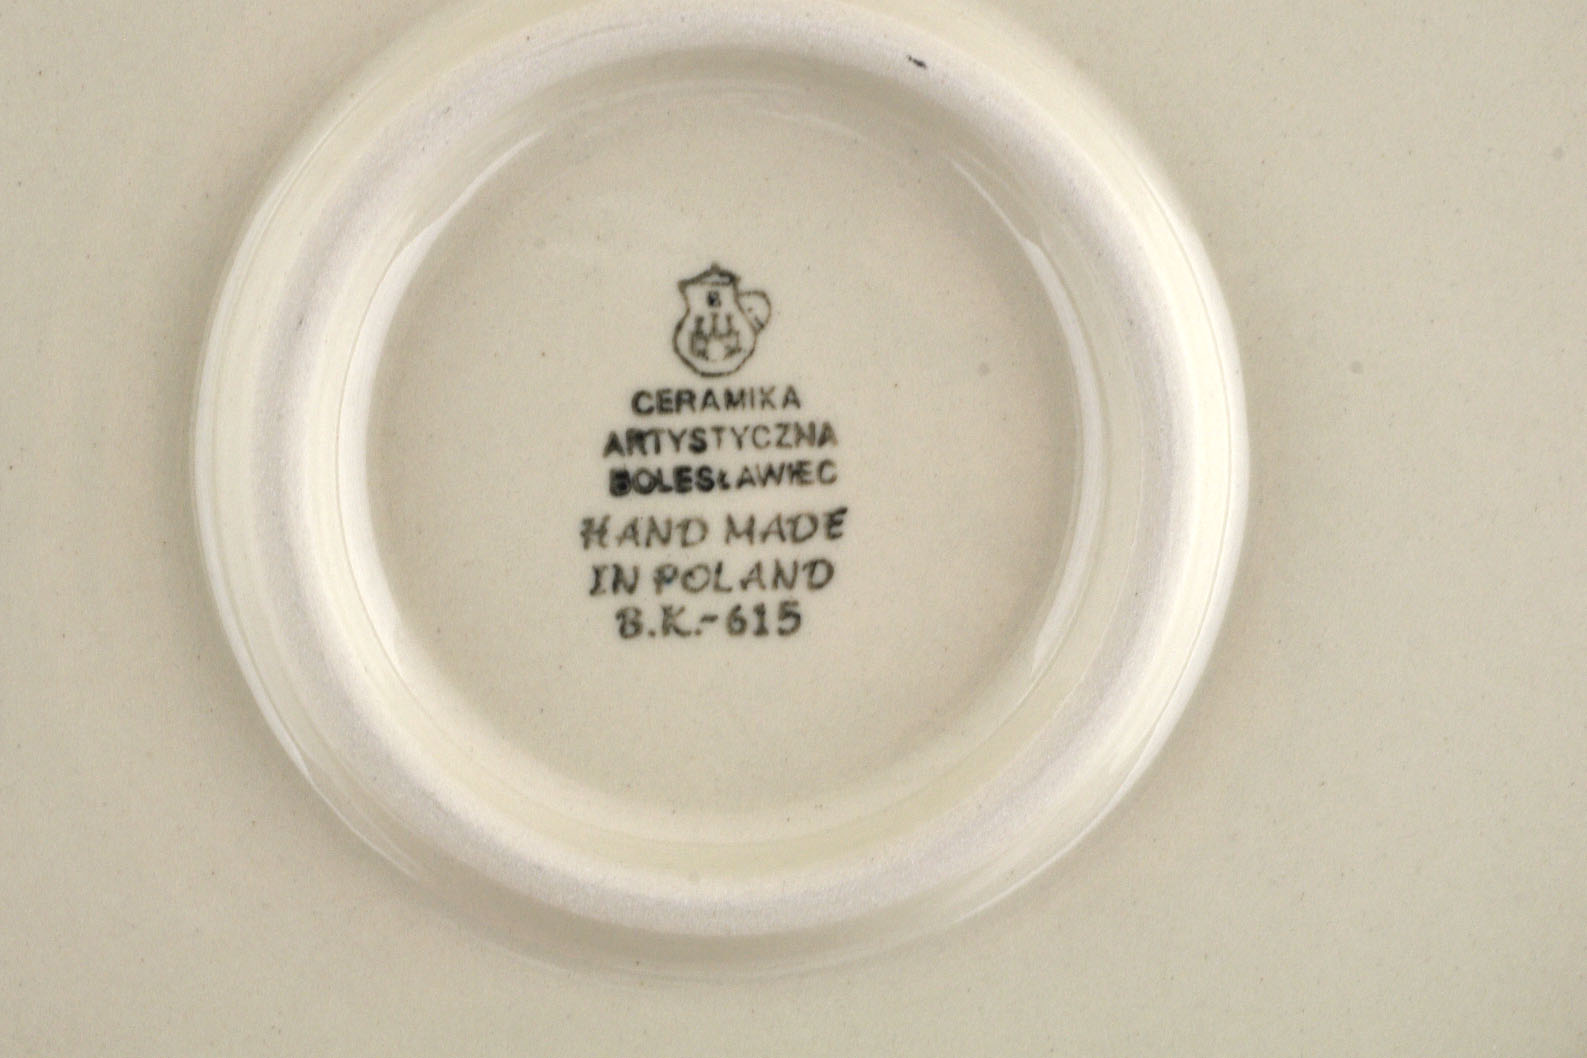 B
CERAMIKA
ARTYSTYCZNA
BOLESŁAWIEC
HAND MADE
IN POLAND
B.K.-615